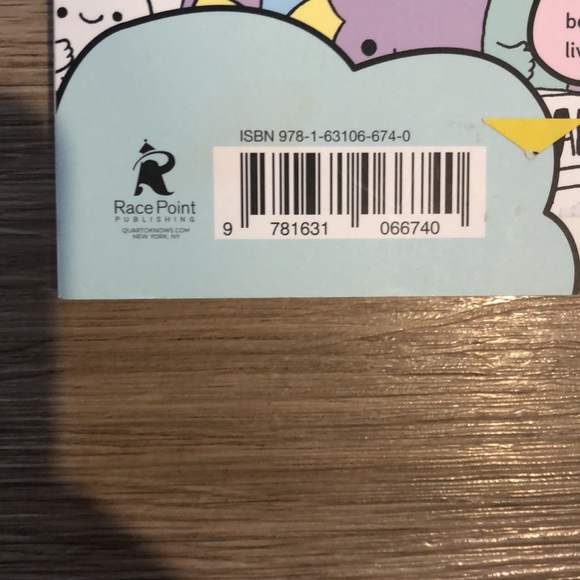 ISBN 978-1-63106-674-0
9 781631 066740
Race Point
PUBLISHING
QUARTOKNOWS.COM
NEW YORK, NY